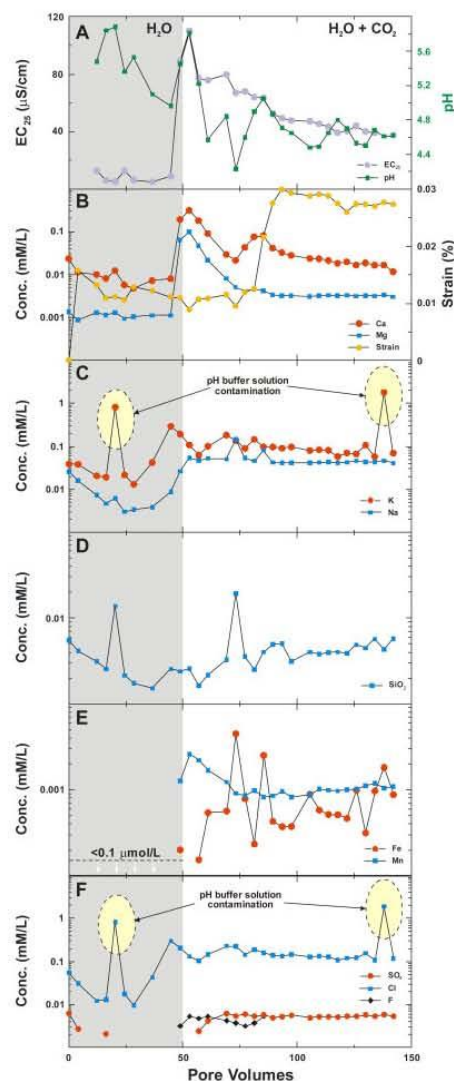 A
H₂O
H₂O + CO₂
120
80
40
EC₂₅ (µS/cm)
5.6
5.2
4.8
4.4
pH
EC₂₅
pH
B
0.1
0.01
0.001
Conc. (mM/L)
0.03
0.02
0.01
0
Strain (%)
Ca
Mg
Strain
C
pH buffer solution
contamination
1
0.1
0.01
Conc. (mM/L)
K
Na
D
0.01
Conc. (mM/L)
SiO₂
E
0.001
Conc. (mM/L)
<0.1 µmol/L
Fe
Mn
F
pH buffer solution
contamination
1
0.1
0.01
0.001
Conc. (mM/L)
SO₄
Cl
F
0
50
100
150
Pore Volumes